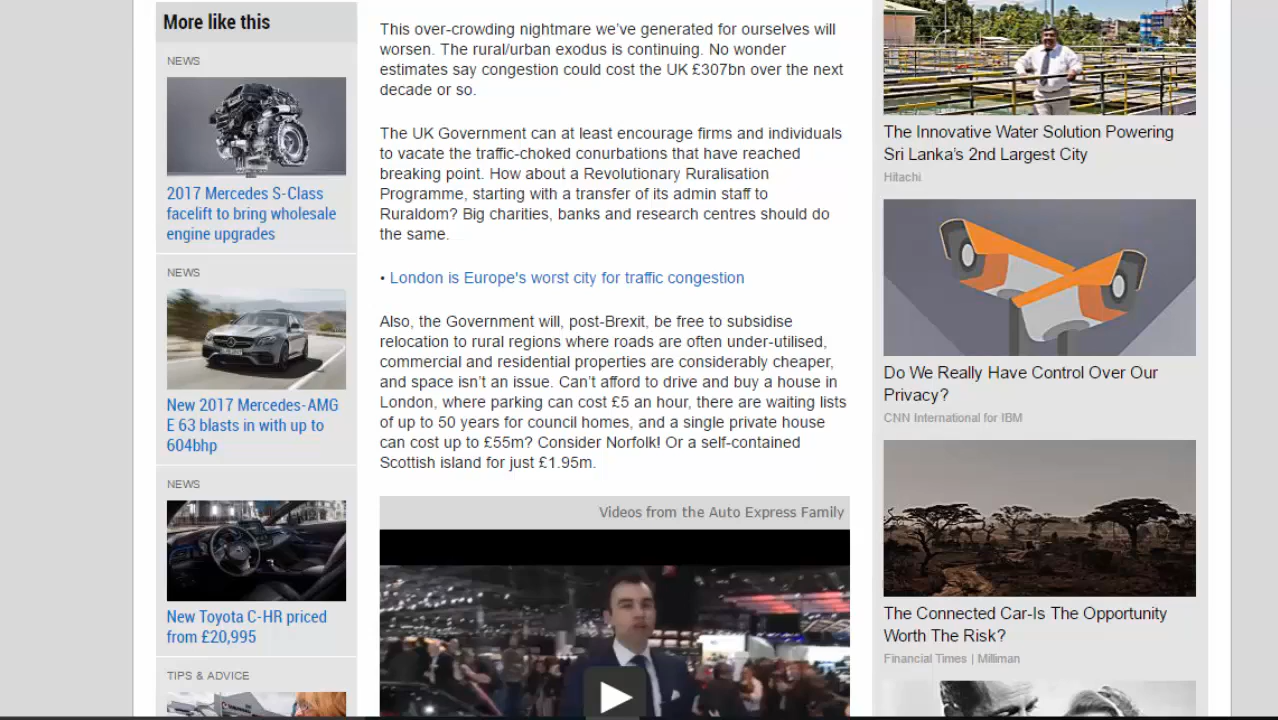 More like this
NEWS
2017 Mercedes S-Class
facelift to bring wholesale
engine upgrades
NEWS
New 2017 Mercedes-AMG
E 63 blasts in with up to
604bhp
NEWS
New Toyota C-HR priced
from £20,995
TIPS & ADVICE
This over-crowding nightmare we’ve generated for ourselves will
worsen. The rural/urban exodus is continuing. No wonder
estimates say congestion could cost the UK £307bn over the next
decade or so.
The UK Government can at least encourage firms and individuals
to vacate the traffic-choked conurbations that have reached
breaking point. How about a Revolutionary Ruralisation
Programme, starting with a transfer of its admin staff to
Ruraldom? Big charities, banks and research centres should do
the same.
• London is Europe's worst city for traffic congestion
Also, the Government will, post-Brexit, be free to subsidise
relocation to rural regions where roads are often under-utilised,
commercial and residential properties are considerably cheaper,
and space isn’t an issue. Can’t afford to drive and buy a house in
London, where parking can cost £5 an hour, there are waiting lists
of up to 50 years for council homes, and a single private house
can cost up to £55m? Consider Norfolk! Or a self-contained
Scottish island for just £1.95m.
Videos from the Auto Express Family
The Innovative Water Solution Powering
Sri Lanka’s 2nd Largest City
Hitachi
Do We Really Have Control Over Our
Privacy?
CNN International for IBM
The Connected Car-Is The Opportunity
Worth The Risk?
Financial Times | Milliman